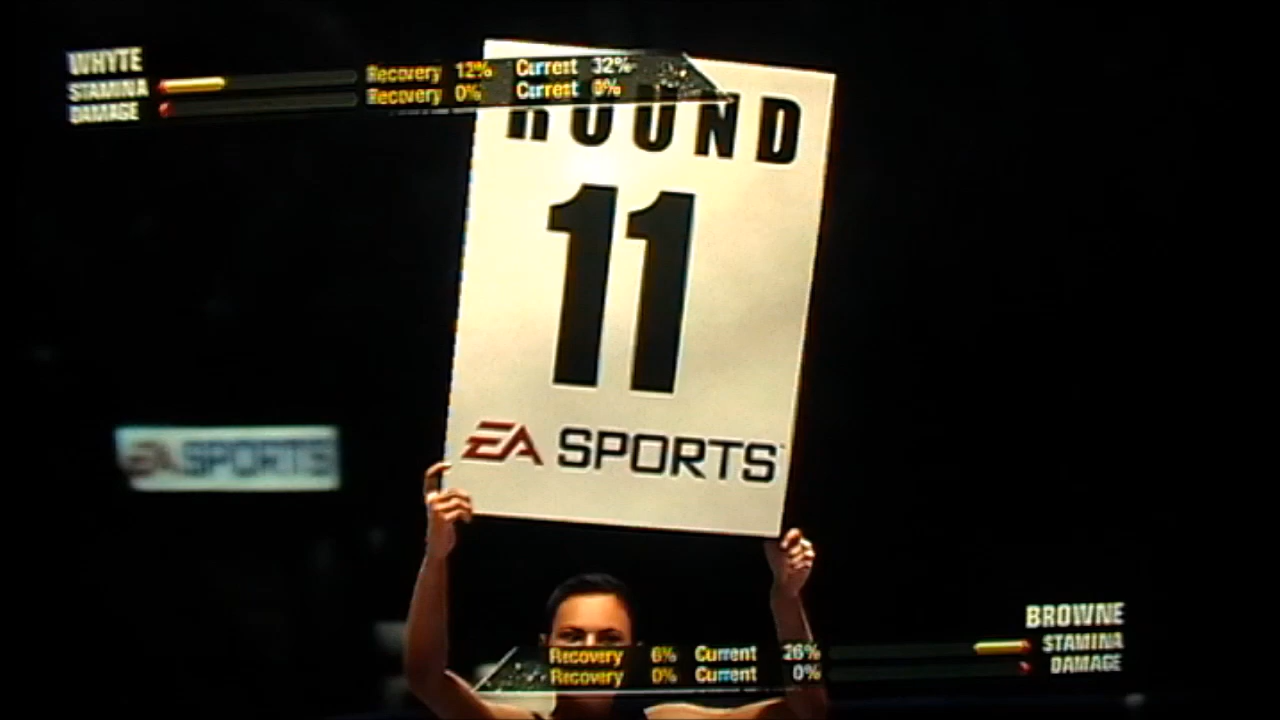 WHYTE
STAMINA Recovery 12% Current 32%
DAMAGE Recovery 0% Current 0%
ROUND
11
EA SPORTS
EA SPORTS
BROWNE
Recovery 6% Current 26% STAMINA
Recovery 0% Current 0% DAMAGE